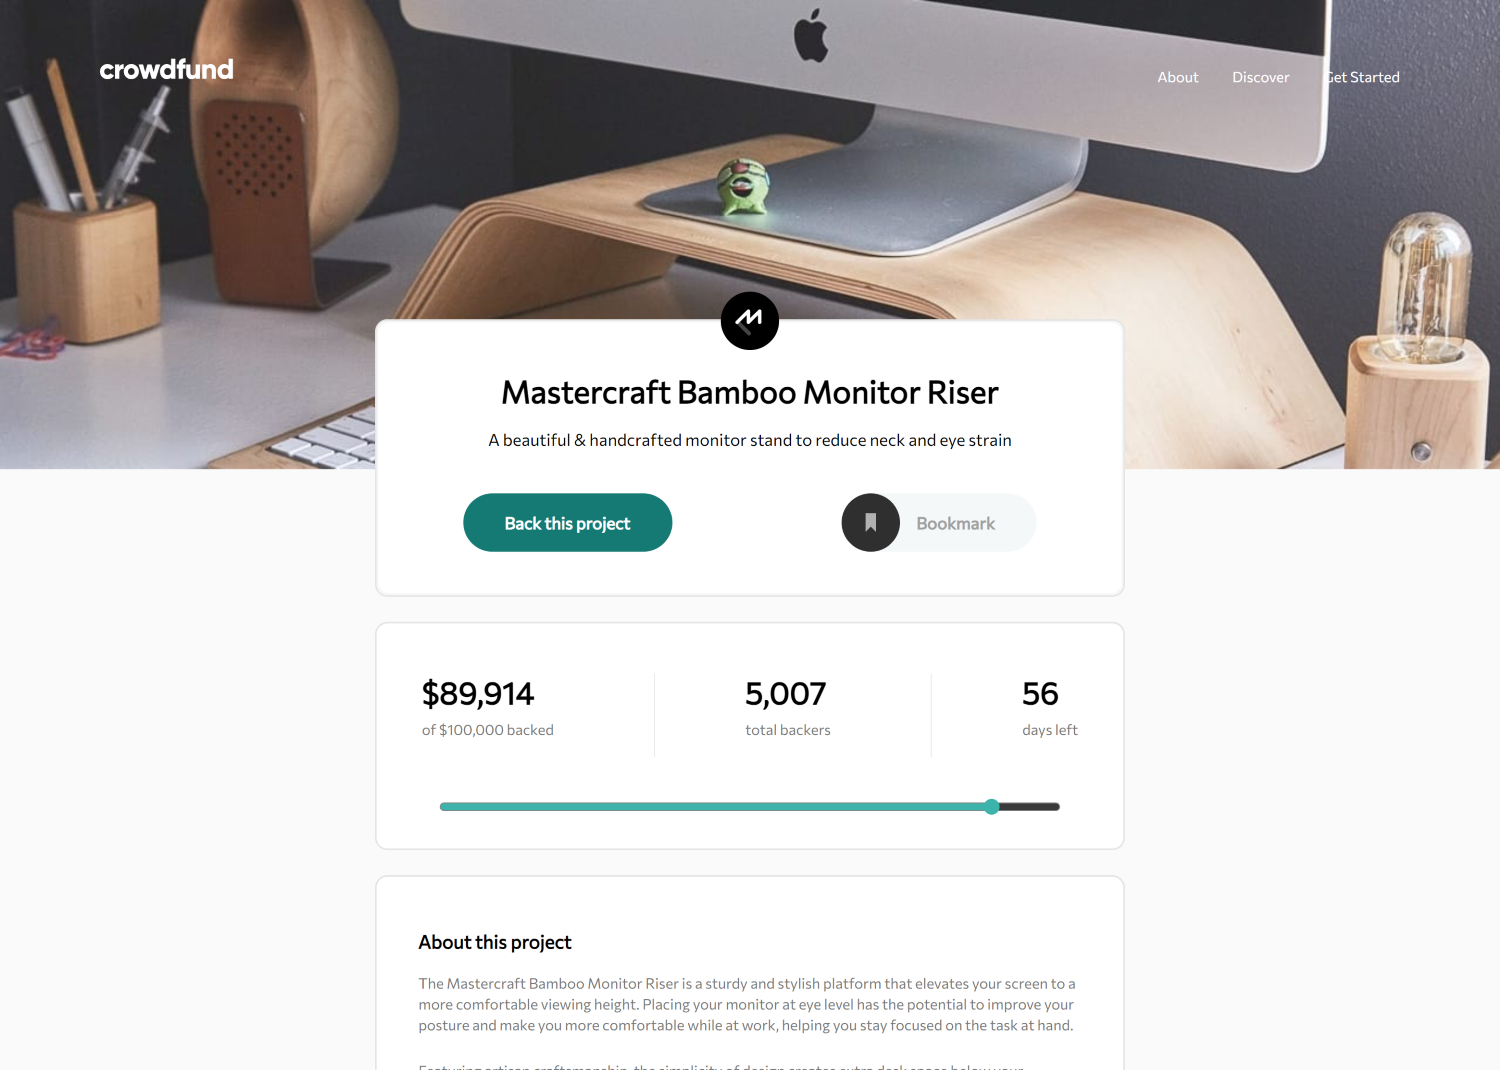 crowdfund
About Discover Get Started
Mastercraft Bamboo Monitor Riser
A beautiful & handcrafted monitor stand to reduce neck and eye strain
Back this project
Bookmark
$89,914
of $100,000 backed
5,007
total backers
56
days left
About this project
The Mastercraft Bamboo Monitor Riser is a sturdy and stylish platform that elevates your screen to a
more comfortable viewing height. Placing your monitor at eye level has the potential to improve your
posture and make you more comfortable while at work, helping you stay focused on the task at hand.